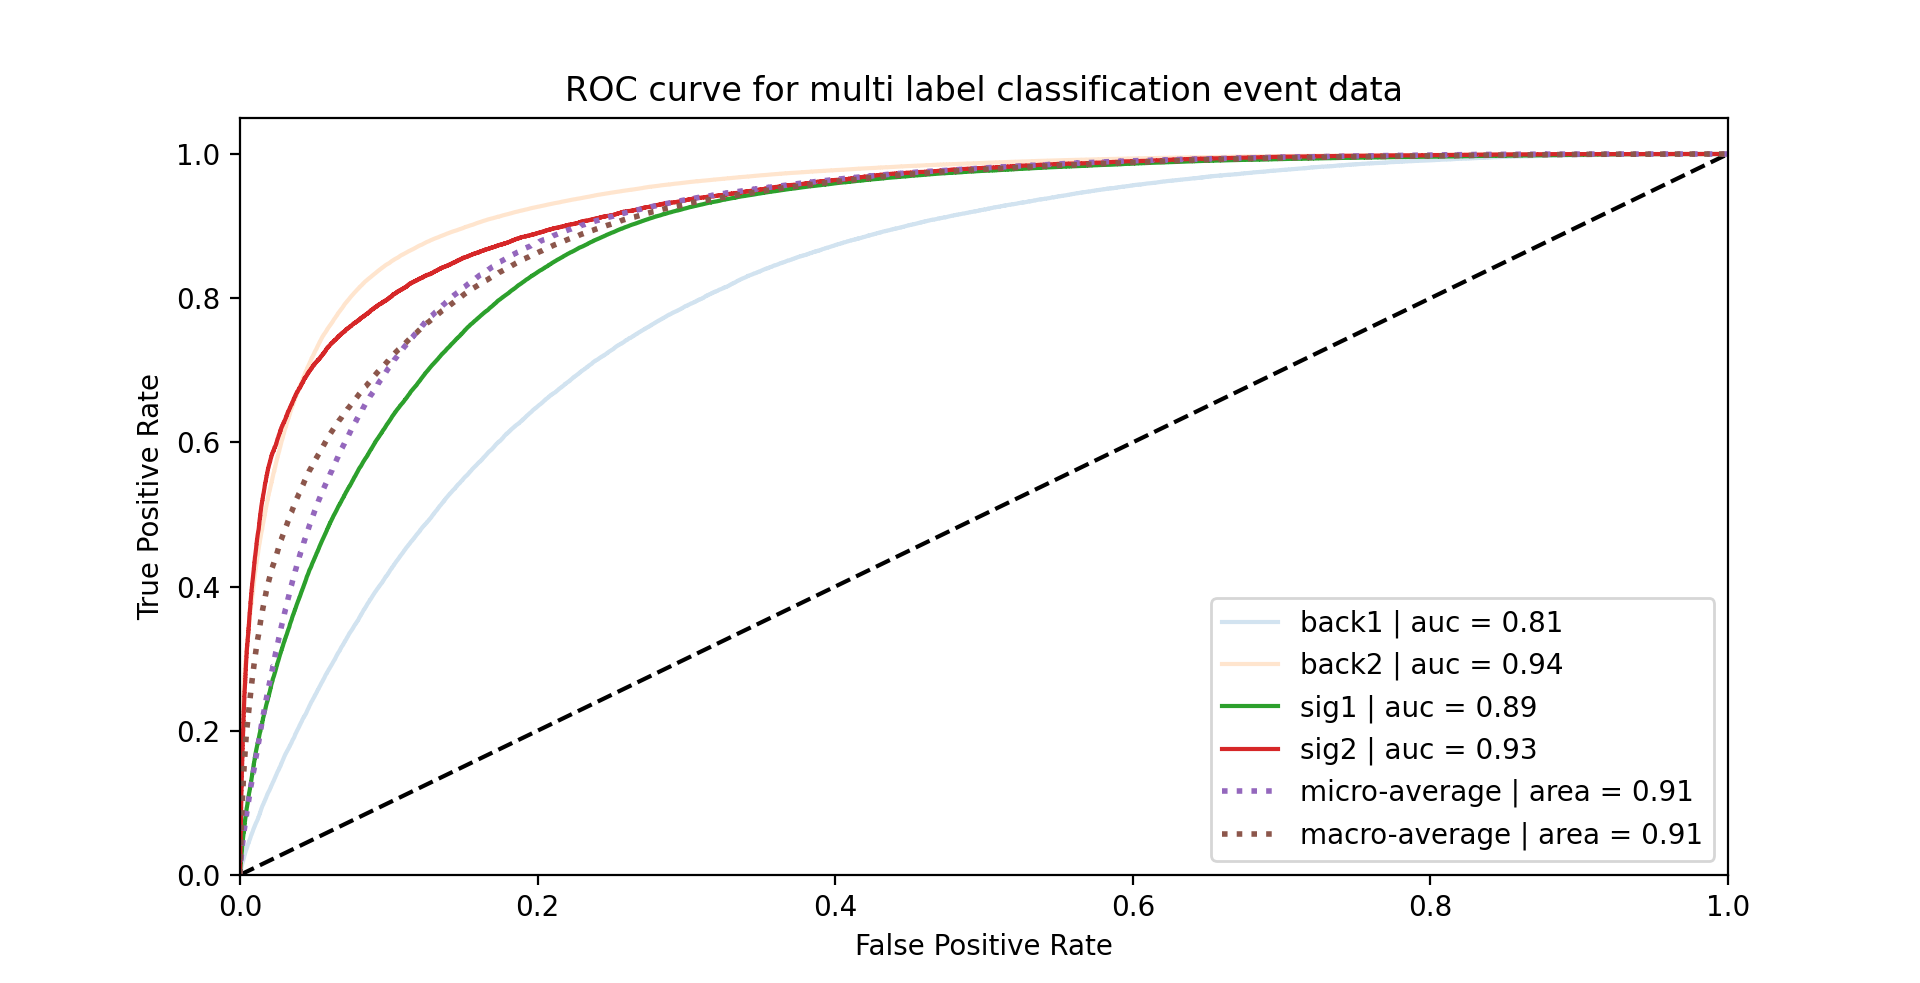 ROC curve for multi label classification event data
True Positive Rate
1.0
0.8
0.6
0.4
0.2
0.0
back1 | auc = 0.81
back2 | auc = 0.94
sig1 | auc = 0.89
sig2 | auc = 0.93
micro-average | area = 0.91
macro-average | area = 0.91
0.0 0.2 0.4 0.6 0.8 1.0
False Positive Rate